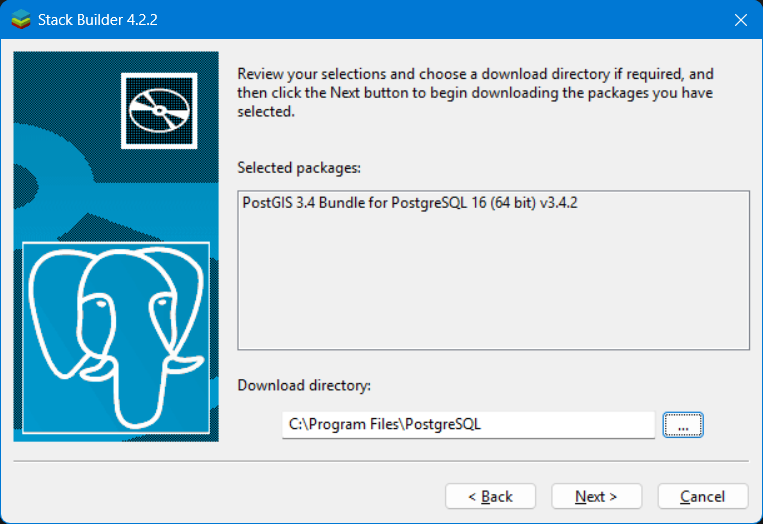 Stack Builder 4.2.2
Review your selections and choose a download directory if required, and
then click the Next button to begin downloading the packages you have
selected.
Selected packages:
PostGIS 3.4 Bundle for PostgreSQL 16 (64 bit) v3.4.2
Download directory:
C:\Program Files\PostgreSQL
...
< Back
Next >
Cancel